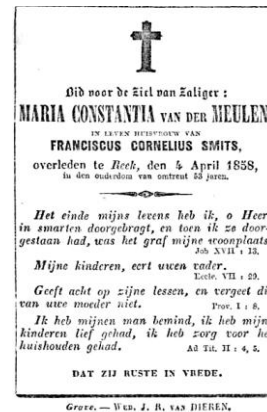 Bid voor de Ziel van Zaliger:
MARIA CONSTANTIA VAN DER MEULEN
IN LEVEN HUISVROUW VAN
FRANCISCUS CORNELIUS SMITS,
overleden te Reek, den 4 April 1858,
in den ouderdom van omtrent 53 jaren.
Het einde mijns levens heb ik, o Heer
in smarten doorgebragt, en toen ik ze door-
gestaan had, was het graf mijne woonplaats
Job XVII: 13.
Mijne kinderen, eert uwen vader.
Eccle. VII: 29.
Geeft acht op zijne lessen, en vergeet di
van uwe moeder niet. Prov. I: 8.
Ik heb mijnen man bemind, ik heb mijn
kinderen lief gehad, ik heb zorg voor he
huishouden gehad. Ad Tit. II: 4, 5.
DAT ZIJ RUSTE IN VREDE.
Grave. — WED. J. R. VAN DIEREN.